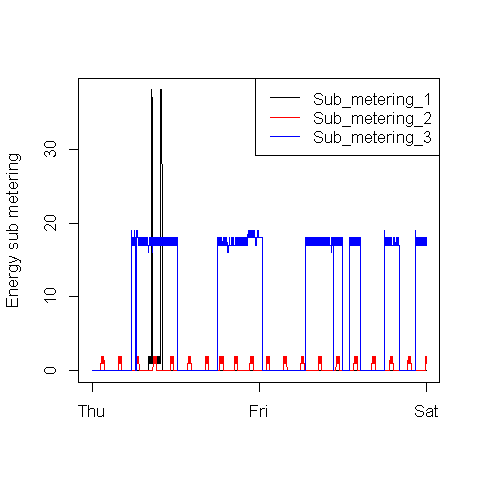 Sub_metering_1
Sub_metering_2
Sub_metering_3
Energy sub metering
30
20
10
0
Thu Fri Sat